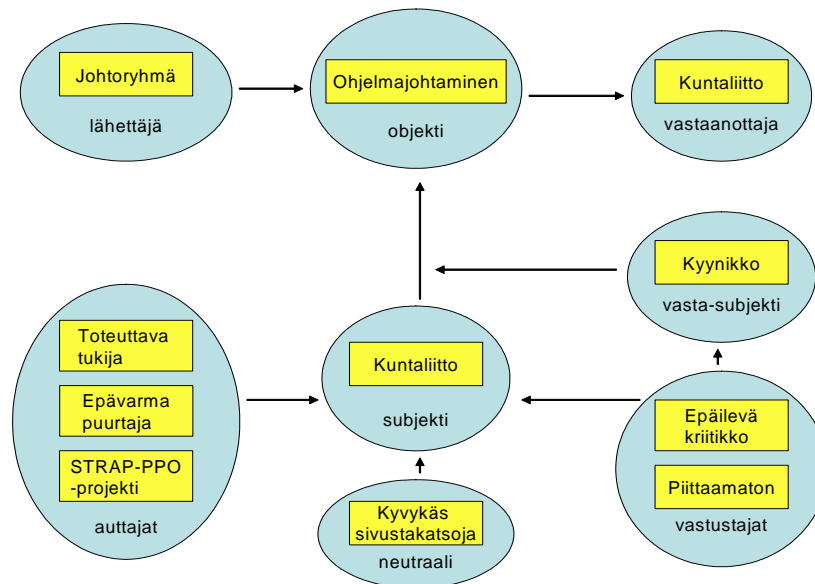 Johtoryhmä
lähettäjä
Ohjelmajohtaminen
objekti
Kuntaliitto
vastaanottaja
Kyynikko
vasta-subjekti
Toteuttava
tukija
Epävarma
puurtaja
STRAP-PPO
-projekti
auttajat
Kuntaliitto
subjekti
Kyvykäs
sivustakatsoja
neutraali
Epäilevä
kriitikko
Piittaamaton
vastustajat